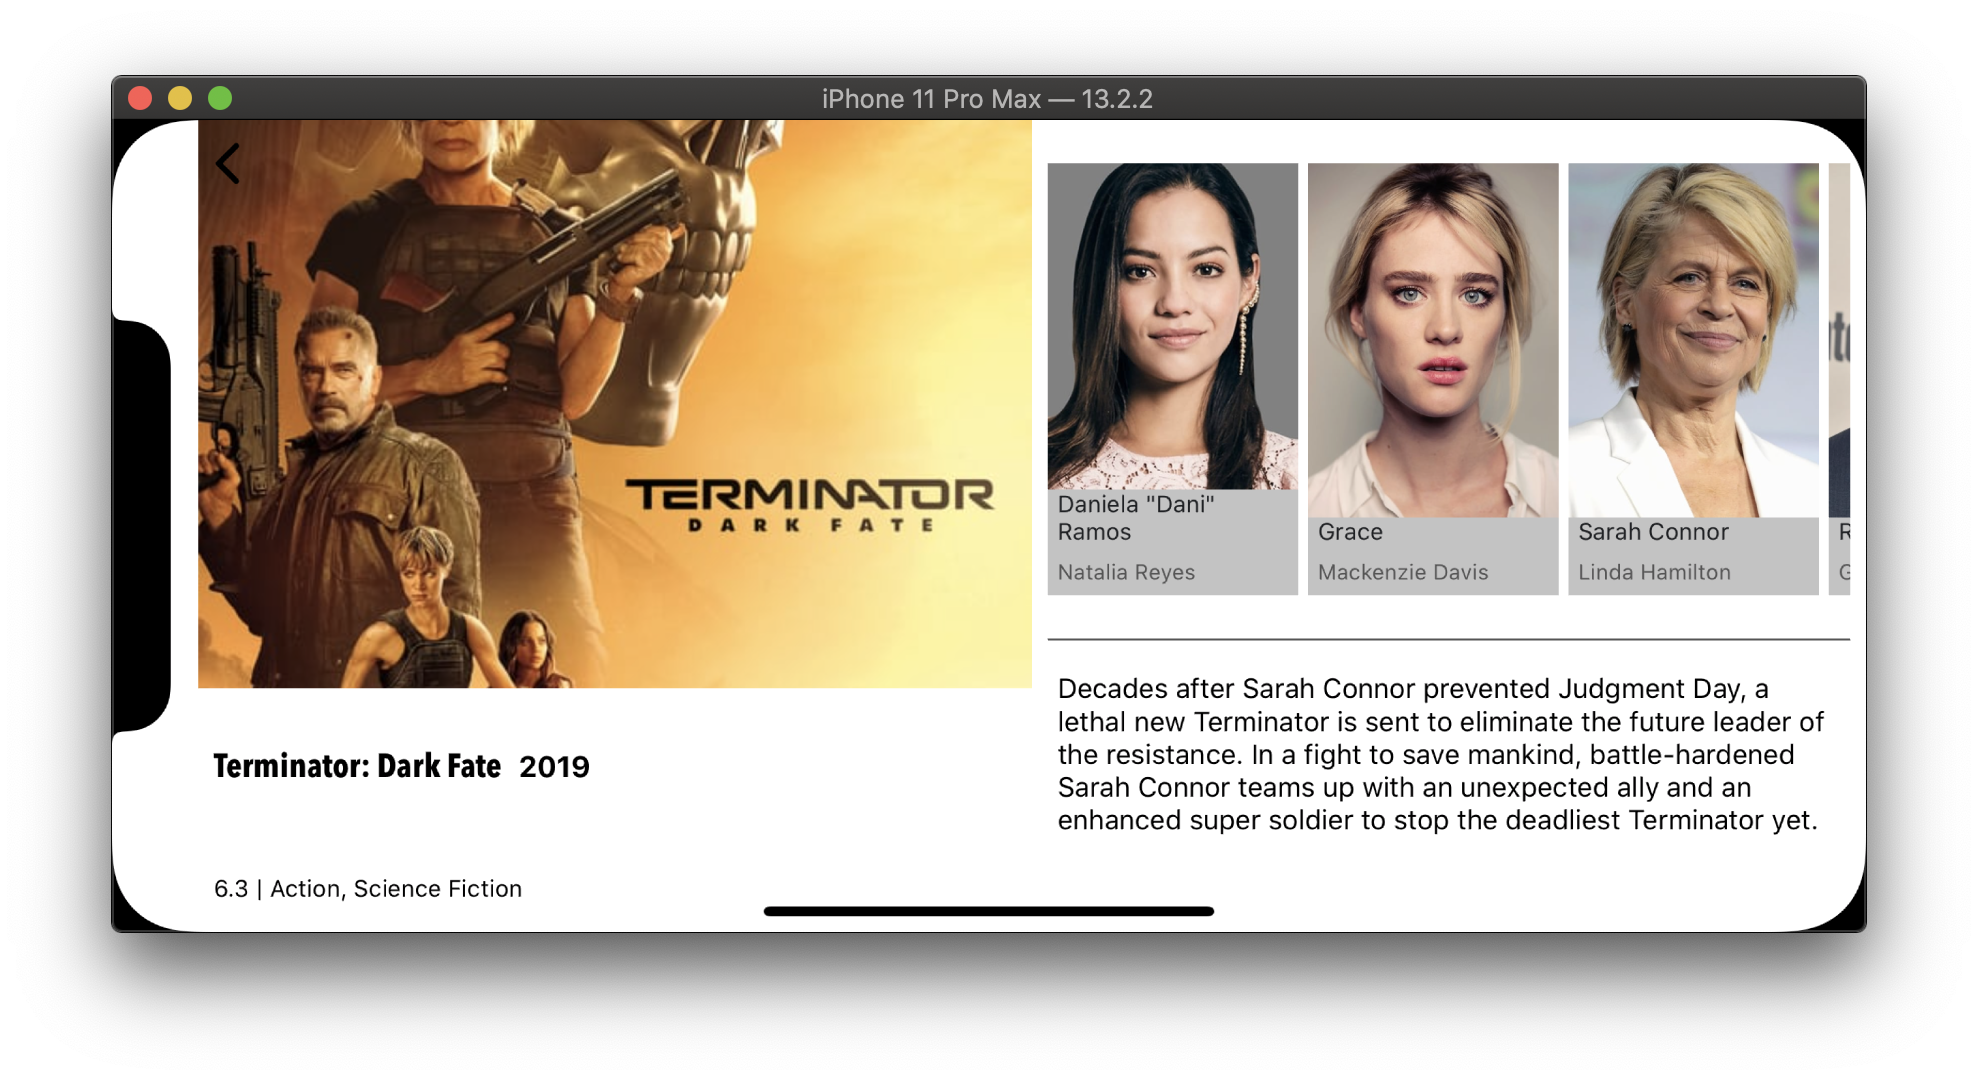 iPhone 11 Pro Max — 13.2.2
TERMINATOR
DARK FATE
Terminator: Dark Fate 2019
6.3 | Action, Science Fiction
Daniela "Dani"
Ramos
Natalia Reyes
Grace
Mackenzie Davis
Sarah Connor
Linda Hamilton
R
G
Decades after Sarah Connor prevented Judgment Day, a
lethal new Terminator is sent to eliminate the future leader of
the resistance. In a fight to save mankind, battle-hardened
Sarah Connor teams up with an unexpected ally and an
enhanced super soldier to stop the deadliest Terminator yet.